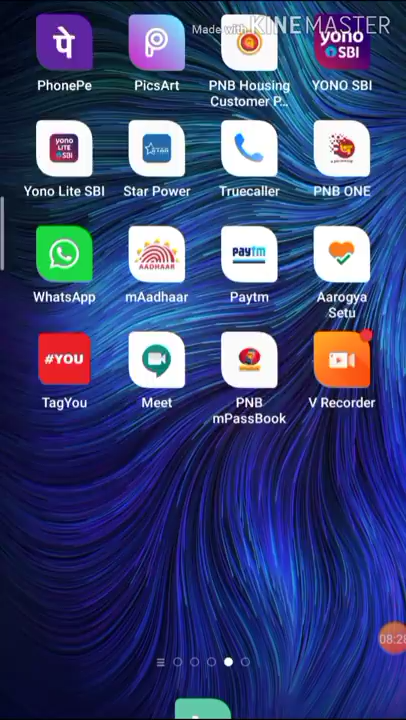 Made with KINEMASTER
पे
yono
SBI
PhonePe
PicsArt
PNB Housing
Customer P...
YONO SBI
yono
LITE
SBI
STAR
Yono Lite SBI
Star Power
Truecaller
PNB ONE
AADHAAR
paytm
WhatsApp
mAadhaar
Paytm
Aarogya
Setu
#YOU
TagYou
Meet
PNB
mPassBook
V Recorder
08:28